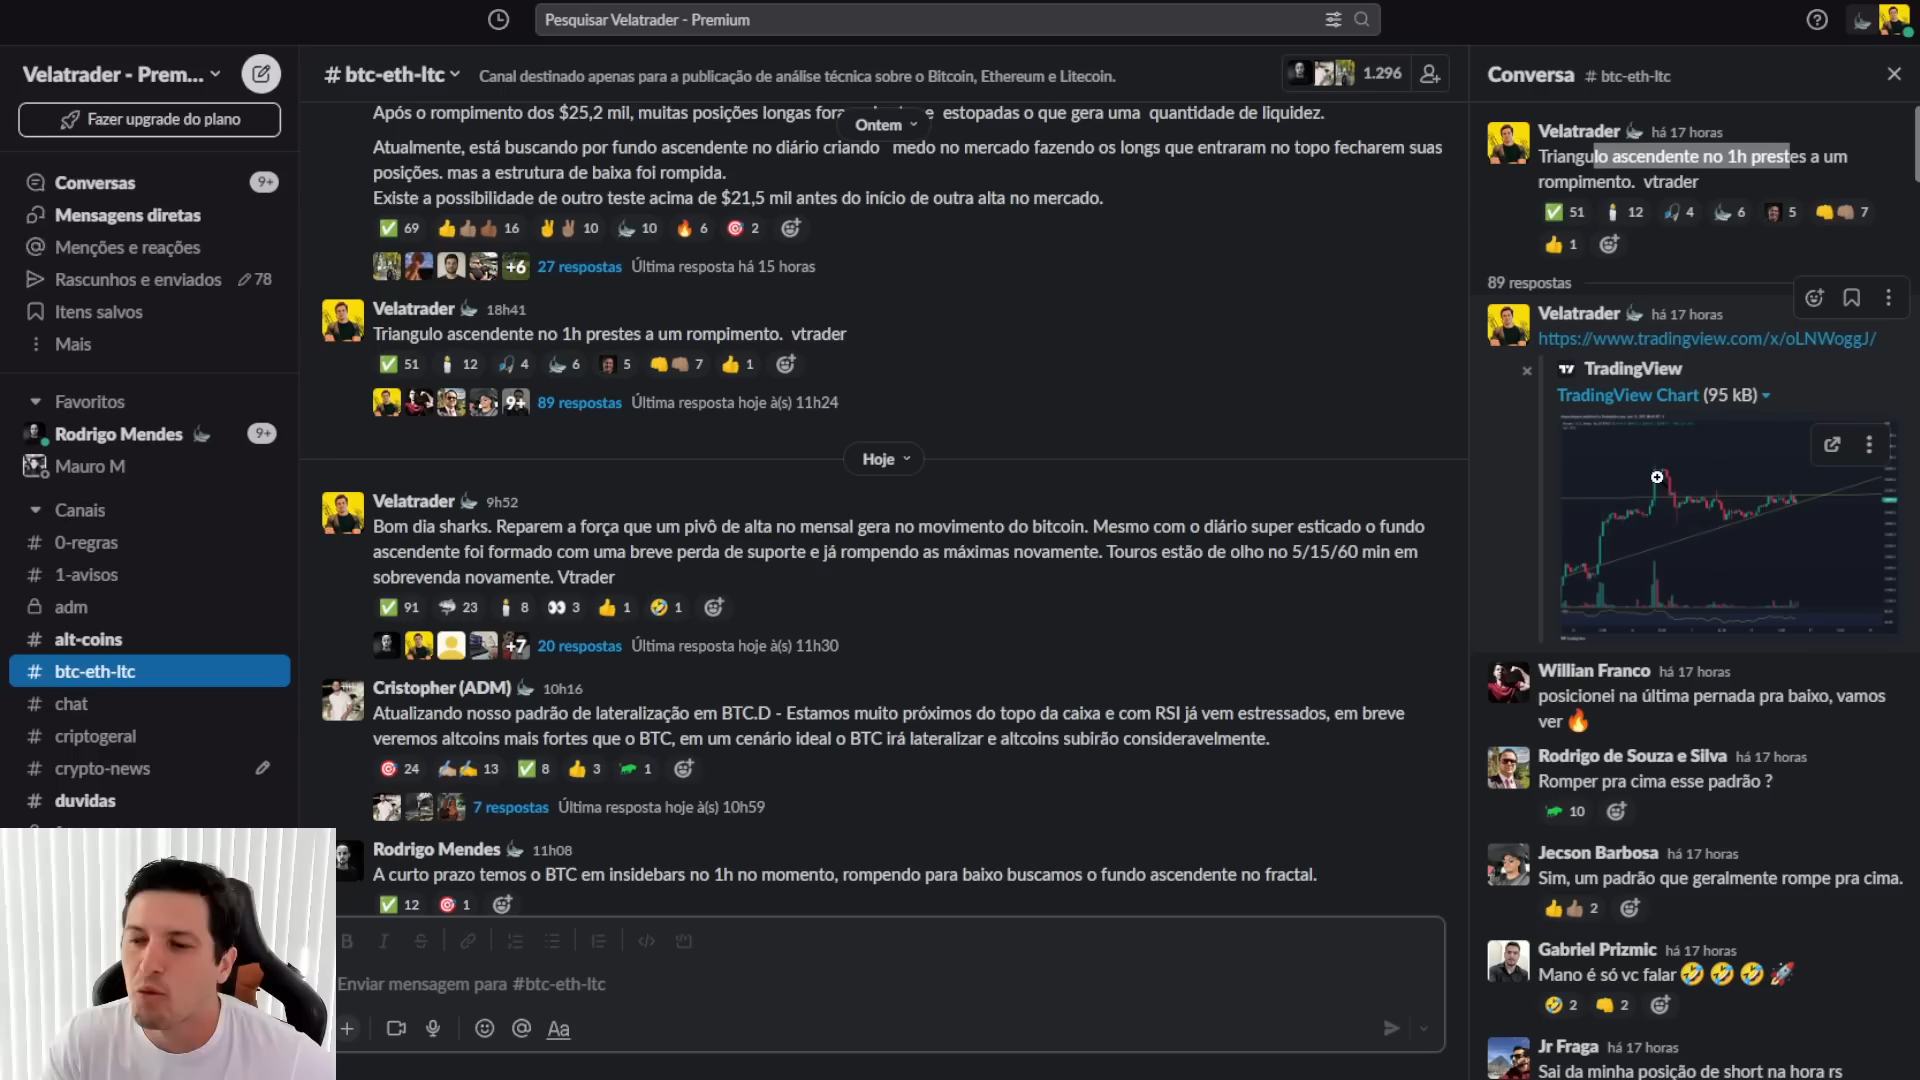 Pesquisar Velatrader - Premium
Velatrader - Prem...
Fazer upgrade do plano
Conversas 9+
Mensagens diretas
Menções e reações
Rascunhos e enviados 78
Itens salvos
Mais
Favoritos
Rodrigo Mendes 9+
Mauro M
Canais
# 0-regras
# 1-avisos
adm
# alt-coins
# btc-eth-ltc
# chat
# criptogeral
# crypto-news
# duvidas
# btc-eth-ltc
Canal destinado apenas para a publicação de análise técnica sobre o Bitcoin, Ethereum e Litecoin.
1.296
Após o rompimento dos $25,2 mil, muitas posições longas e estopadas o que gera uma quantidade de liquidez.
Ontem
Atualmente, está buscando por fundo ascendente no diário criando medo no mercado fazendo os longs que entraram no topo fecharem suas
posições. mas a estrutura de baixa foi rompida.
Existe a possibilidade de outro teste acima de $21,5 mil antes do início de outra alta no mercado.
69 16 10 10 6 2
+6 27 respostas Última resposta há 15 horas
Velatrader 18h41
Triangulo ascendente no 1h prestes a um rompimento. vtrader
51 12 4 6 5 7 1
9+ 89 respostas Última resposta hoje à(s) 11h24
Hoje
Velatrader 9h52
Bom dia sharks. Reparem a força que um pivô de alta no mensal gera no movimento do bitcoin. Mesmo com o diário super esticado o fundo
ascendente foi formado com uma breve perda de suporte e já rompendo as máximas novamente. Touros estão de olho no 5/15/60 min em
sobrevenda novamente. Vtrader
91 23 8 3 1 1
+7 20 respostas Última resposta hoje à(s) 11h30
Cristopher (ADM) 10h16
Atualizando nosso padrão de lateralização em BTC.D - Estamos muito próximos do topo da caixa e com RSI já vem estressados, em breve
veremos altcoins mais fortes que o BTC, em um cenário ideal o BTC irá lateralizar e altcoins subirão consideravelmente.
24 13 8 3 1
7 respostas Última resposta hoje à(s) 10h59
Rodrigo Mendes 11h08
A curto prazo temos o BTC em insidebars no 1h no momento, rompendo para baixo buscamos o fundo ascendente no fractal.
12 1
B I S
Enviar mensagem para #btc-eth-ltc
Aa
Conversa # btc-eth-ltc
Velatrader há 17 horas
Triangulo ascendente no 1h prestes a um
rompimento. vtrader
51 12 4 6 5 7
1
89 respostas
Velatrader há 17 horas
https://www.tradingview.com/x/oLNWoggJ/
TradingView
TradingView Chart (95 kB)
Willian Franco há 17 horas
posicionei na última pernada pra baixo, vamos
ver
Rodrigo de Souza e Silva há 17 horas
Romper pra cima esse padrão ?
10
Jecson Barbosa há 17 horas
Sim, um padrão que geralmente rompe pra cima.
2
Gabriel Prizmic há 17 horas
Mano é só vc falar
2 2
Jr Fraga há 17 horas
Sai da minha posição de short na hora rs